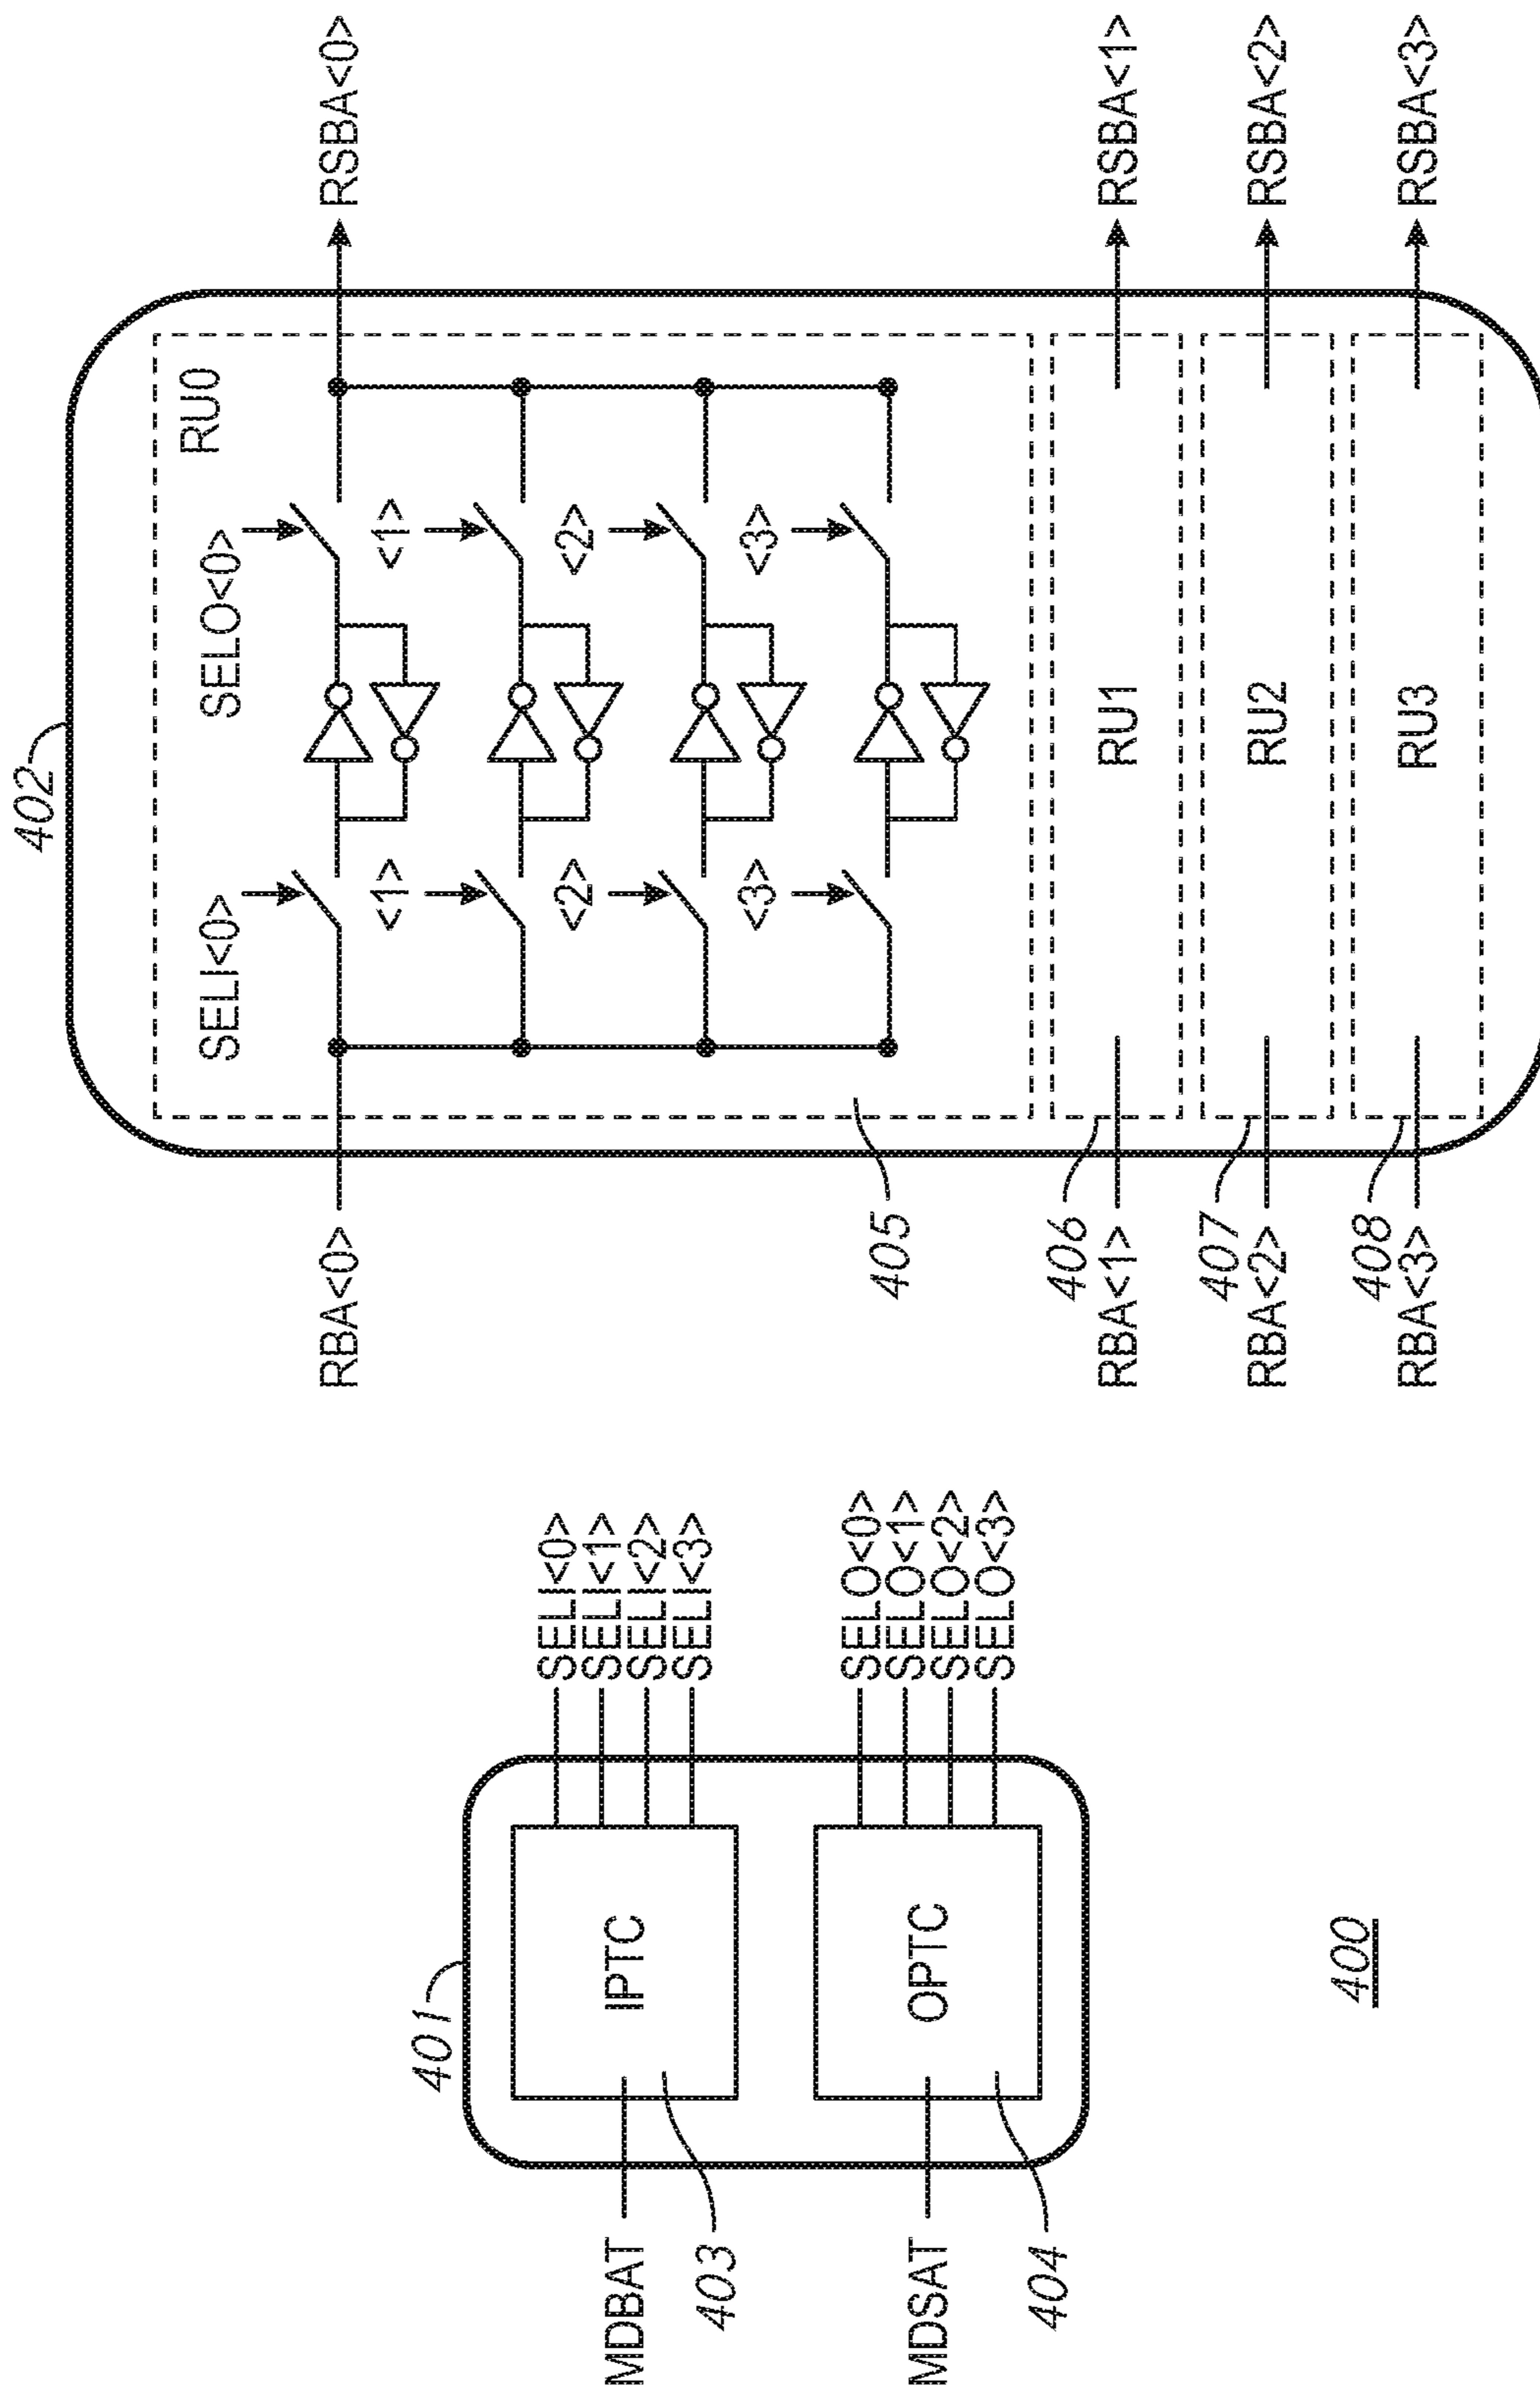 402
RU0
SELI<0>
SELO<0>
<1>
<1>
<2>
<2>
<3>
<3>
RBA<0>
RSBA<0>
405
RU1
406
RBA<1>
RSBA<1>
RU2
407
RBA<2>
RSBA<2>
RU3
408
RBA<3>
RSBA<3>
401
MDBAT
IPTC
403
SELI<0>
SELI<1>
SELI<2>
SELI<3>
MDSAT
OPTC
404
SELO<0>
SELO<1>
SELO<2>
SELO<3>
400